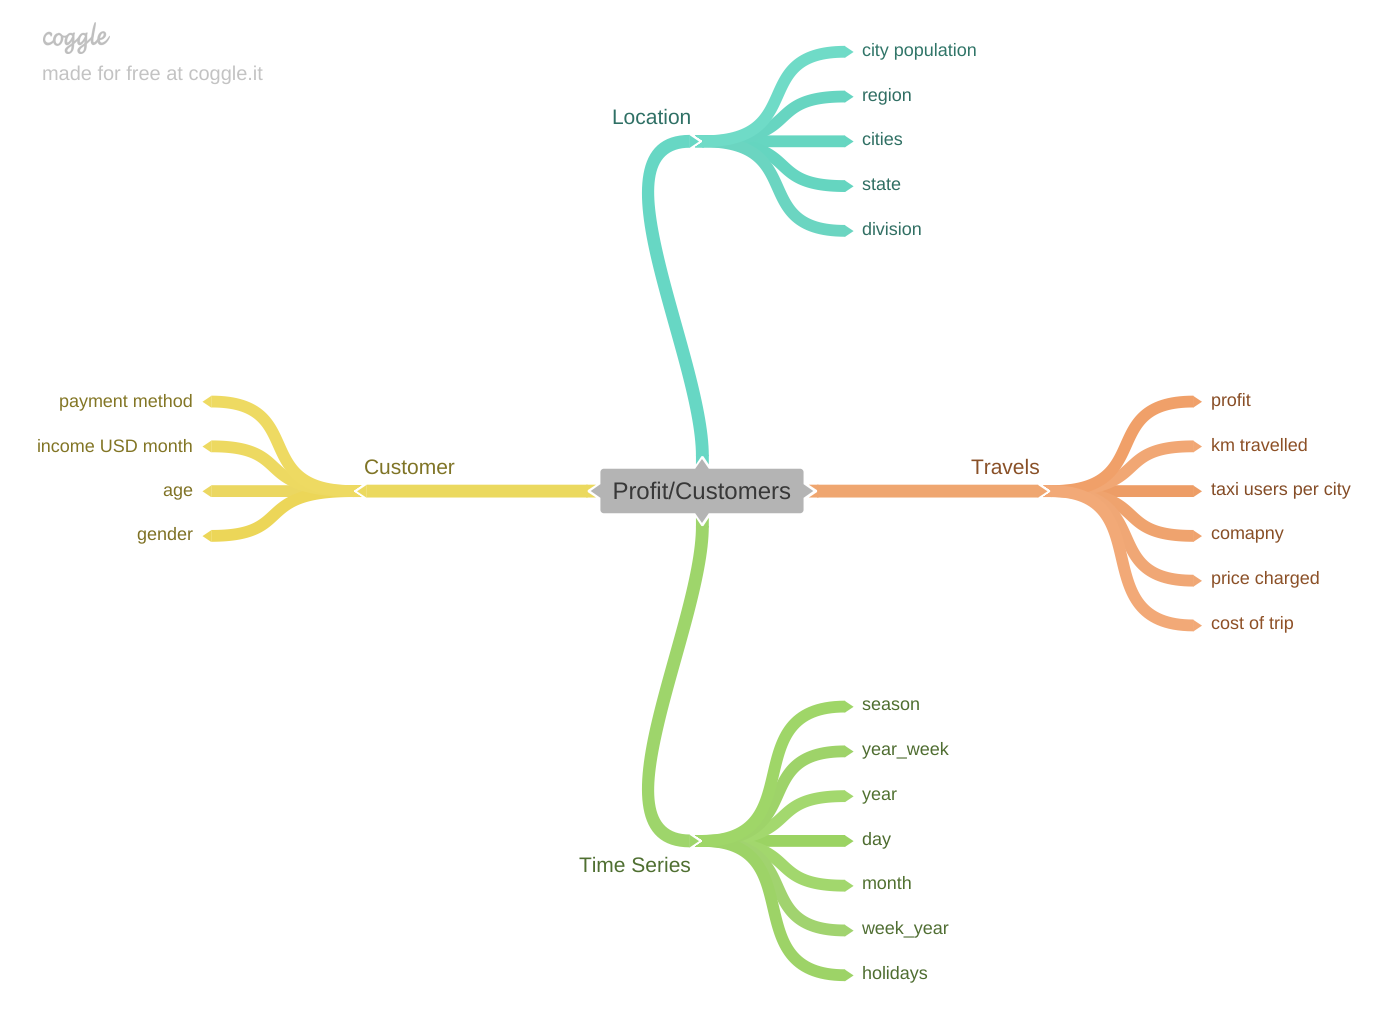 coggle
made for free at coggle.it
Location
city population
region
cities
state
division
Customer
payment method
income USD month
age
gender
Profit/Customers
Travels
profit
km travelled
taxi users per city
comapny
price charged
cost of trip
Time Series
season
year_week
year
day
month
week_year
holidays